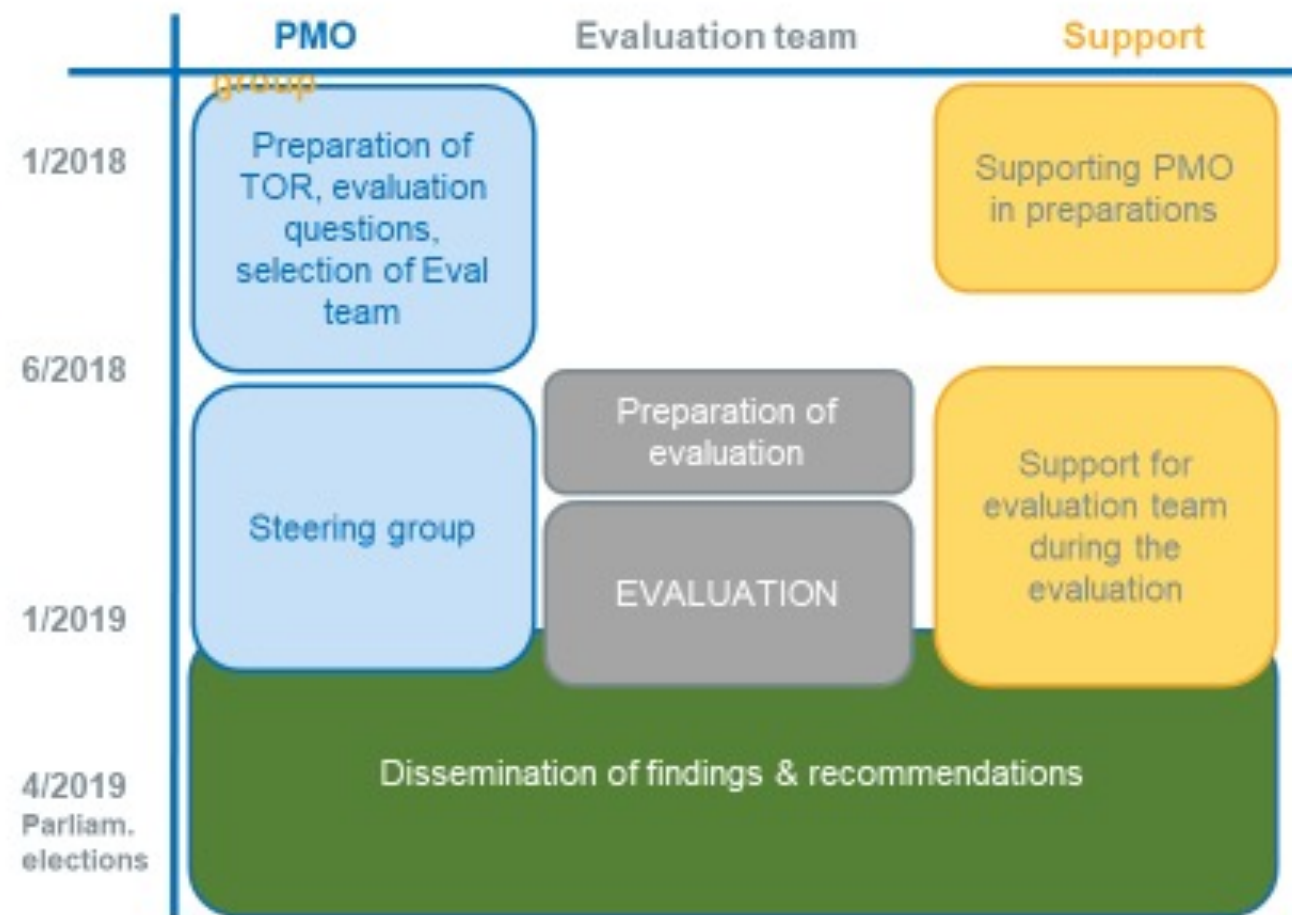 PMO Evaluation team Support
group
1/2018
Preparation of
TOR, evaluation
questions,
selection of Eval
team
Supporting PMO
in preparations
6/2018
Steering group
Preparation of
evaluation
EVALUATION
Support for
evaluation team
during the
evaluation
1/2019
Dissemination of findings & recommendations
4/2019
Parliam.
elections